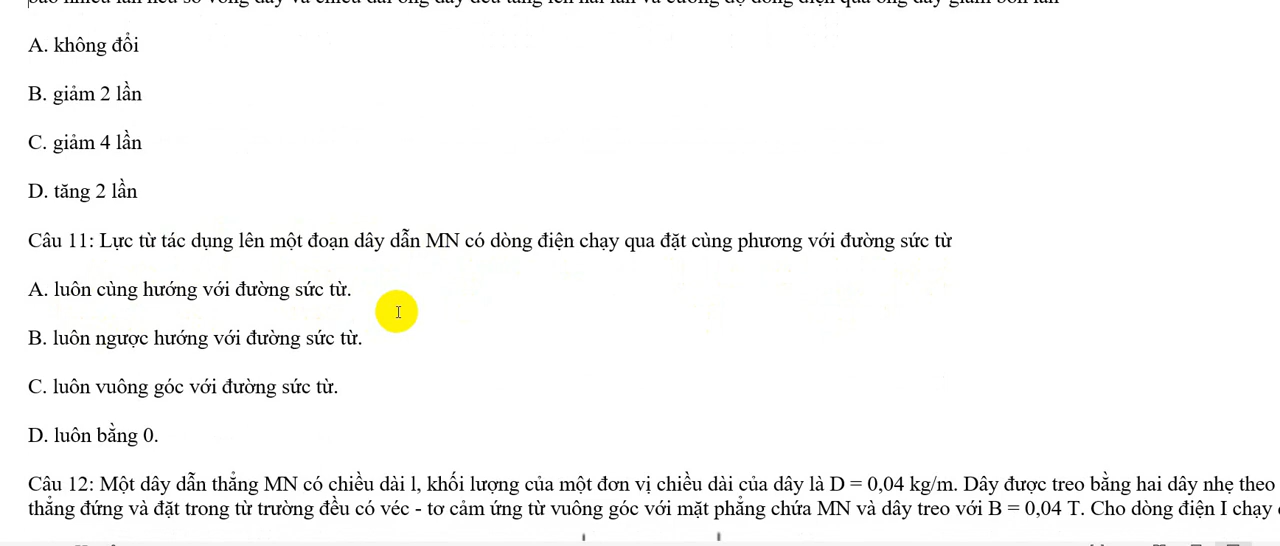 A. không đổi
B. giảm 2 lần
C. giảm 4 lần
D. tăng 2 lần
Câu 11: Lực từ tác dụng lên một đoạn dây dẫn MN có dòng điện chạy qua đặt cùng phương với đường sức từ
A. luôn cùng hướng với đường sức từ.
B. luôn ngược hướng với đường sức từ.
C. luôn vuông góc với đường sức từ.
D. luôn bằng 0.
Câu 12: Một dây dẫn thẳng MN có chiều dài l, khối lượng của một đơn vị chiều dài của dây là D = 0,04 kg/m. Dây được treo bằng hai dây nhẹ theo
thẳng đứng và đặt trong từ trường đều có véc - tơ cảm ứng từ vuông góc với mặt phẳng chứa MN và dây treo với B = 0,04 T. Cho dòng điện I chạy